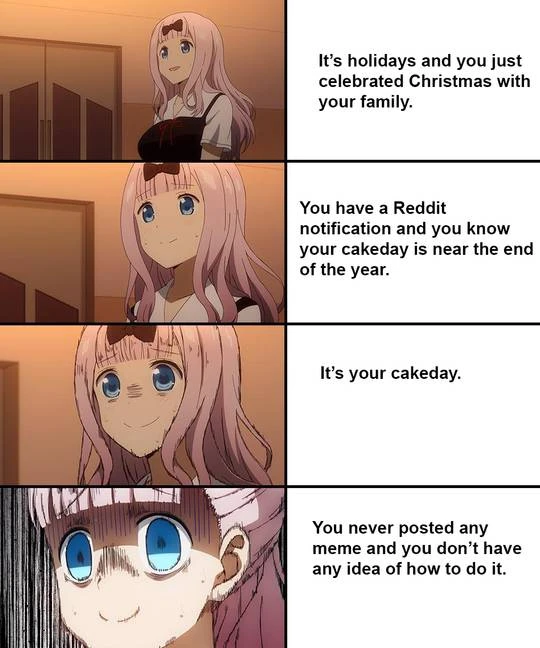 It's holidays and you just
celebrated Christmas with
your family.
You have a Reddit
notification and you know
your cakeday is near the end
of the year.
It's your cakeday.
You never posted any
meme and you don't have
any idea of how to do it.